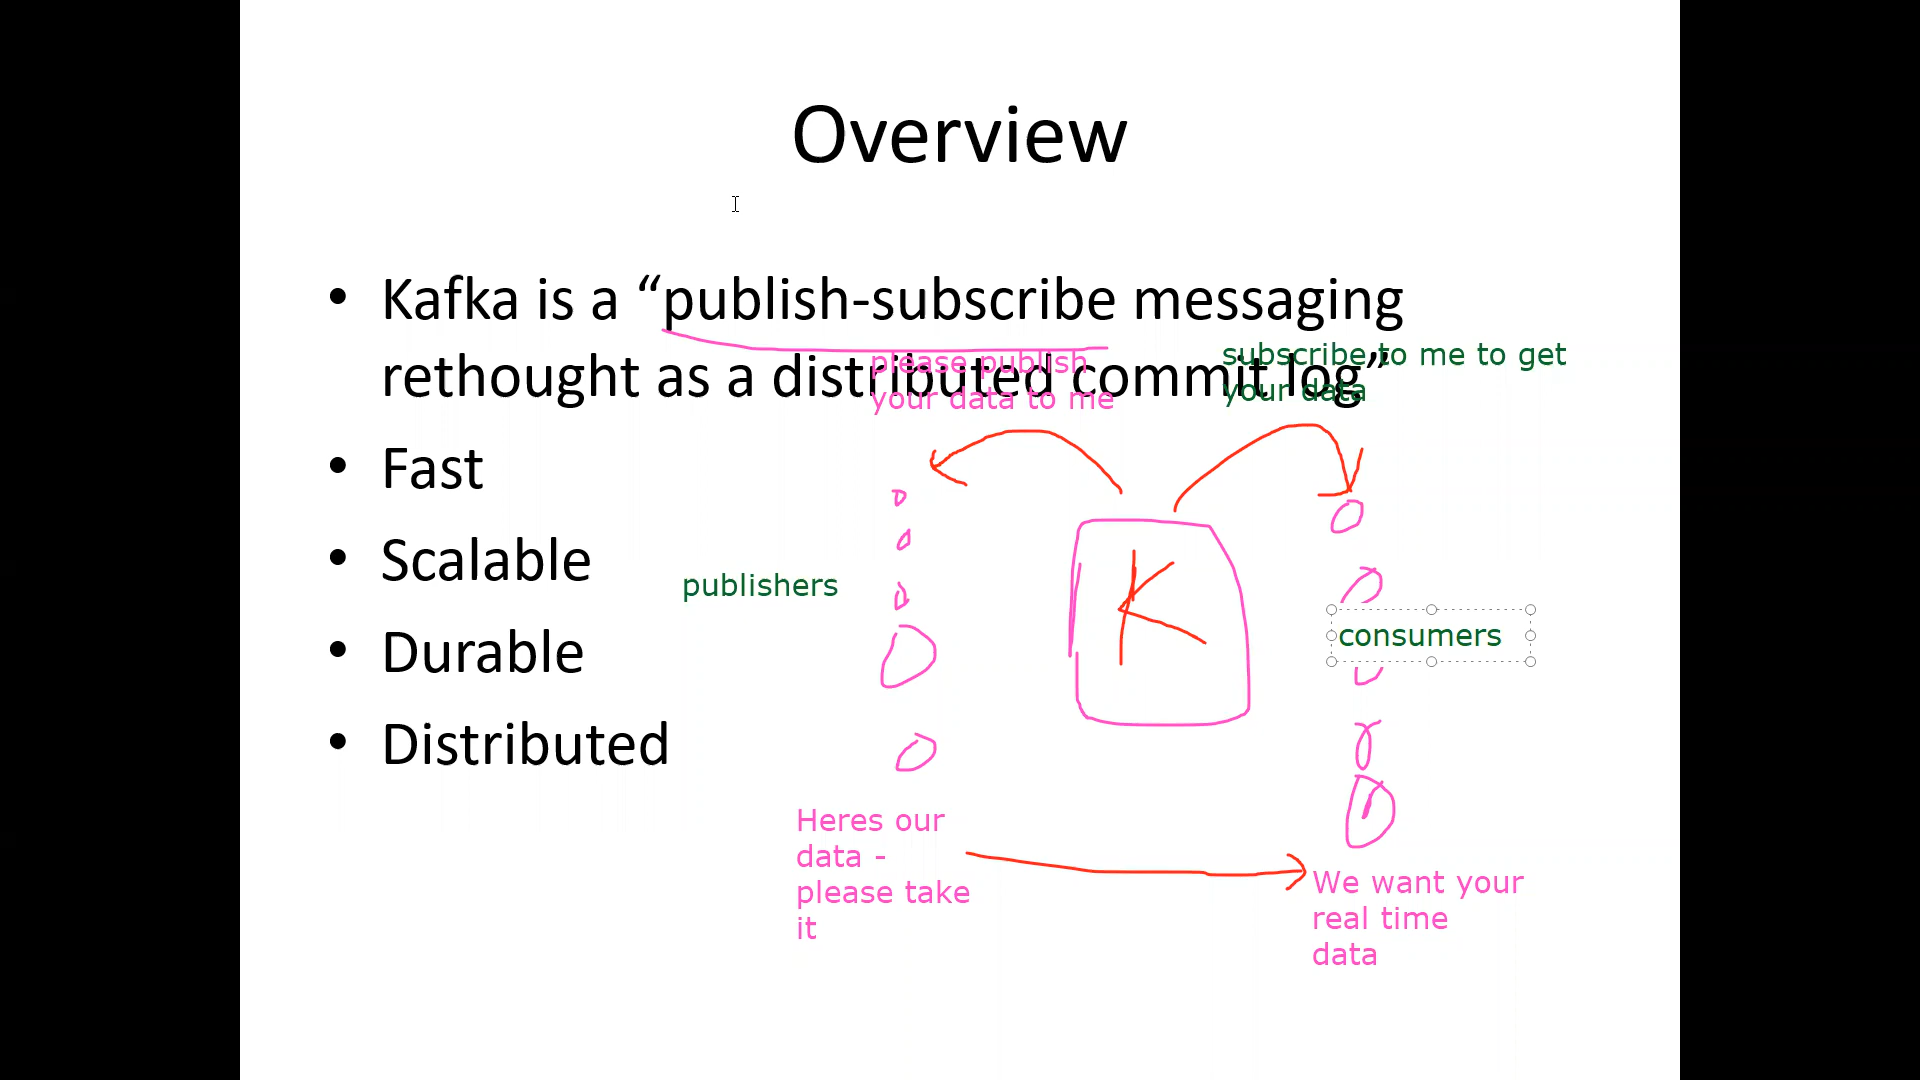 Overview
• Kafka is a “publish-subscribe messaging
rethought as a distributed commit log”
please publish
your data to me
subscribe to me to get
your data
• Fast
• Scalable
• Durable
• Distributed
publishers
K
consumers
Heres our
data -
please take
it
We want your
real time
data